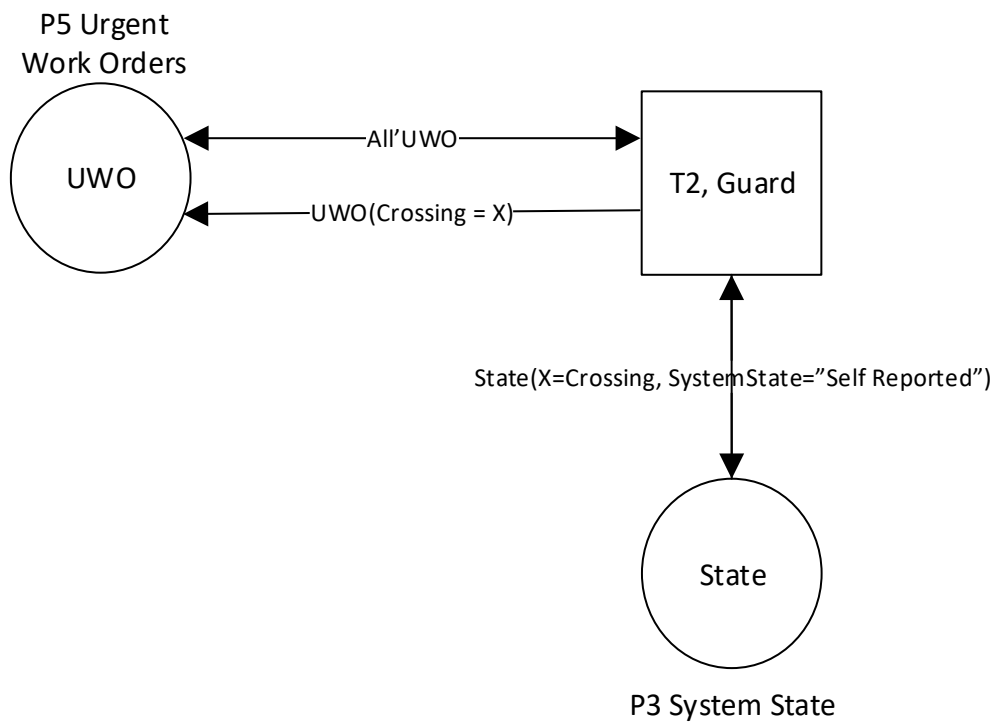 P5 Urgent
Work Orders
UWO
All’UWO
UWO(Crossing = X)
T2, Guard
State(X=Crossing, SystemState=”Self Reported”)
State
P3 System State